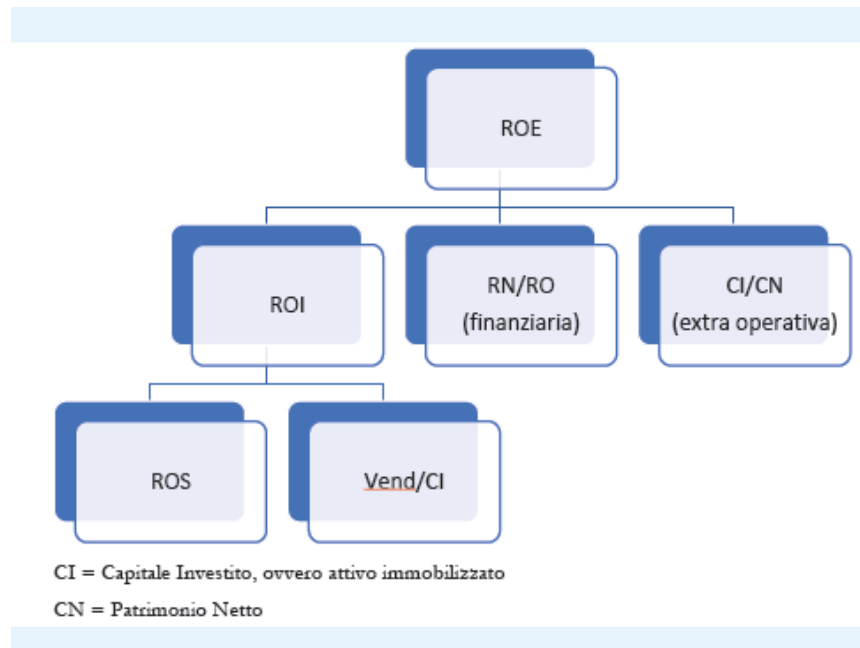 ROE
ROI
RN/RO
(finanziaria)
CI/CN
(extra operativa)
ROS
Vend/CI
CI = Capitale Investito, ovvero attivo immobilizzato
CN = Patrimonio Netto